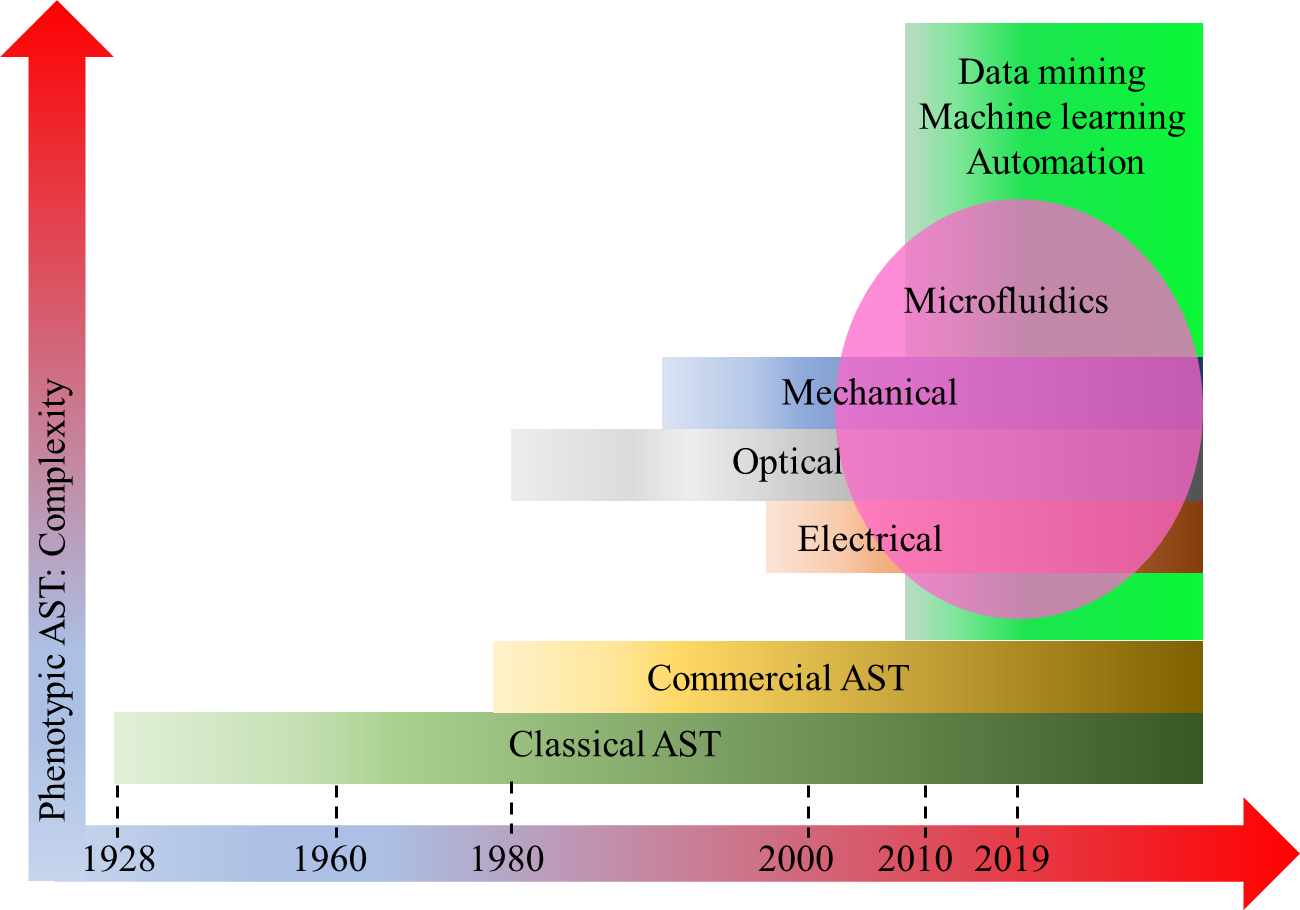 Data mining
Machine learning
Automation
Microfluidics
Mechanical
Optical
Electrical
Commercial AST
Classical AST
Phenotypic AST: Complexity
1928 1960 1980 2000 2010 2019